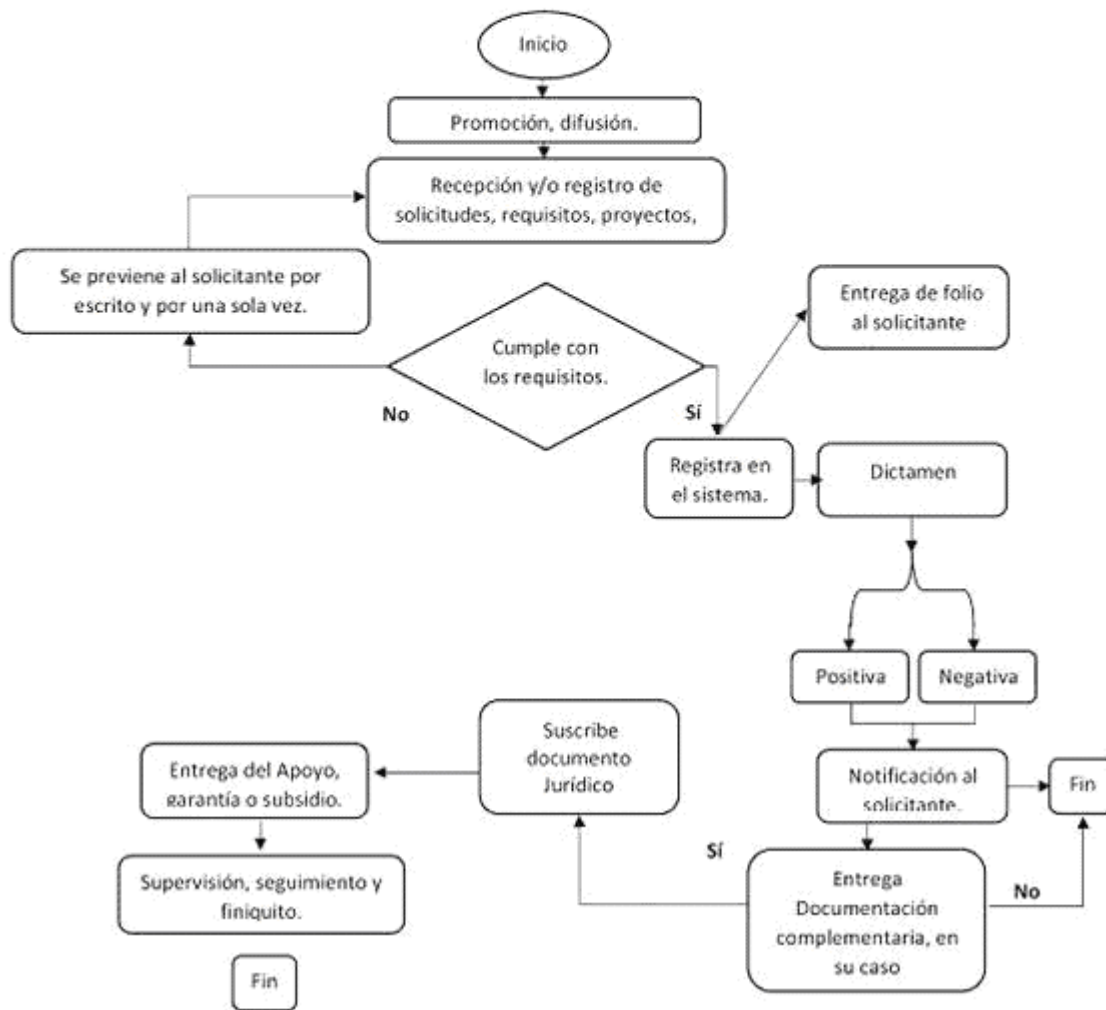 Inicio
Promoción, difusión.
Recepción y/o registro de
solicitudes, requisitos, proyectos,
Se previene al solicitante por
escrito y por una sola vez.
Entrega de folio
al solicitante
Cumple con
los requisitos.
No
Sí
Registra en
el sistema.
Dictamen
Positiva
Negativa
Suscribe
documento
Jurídico
Entrega del Apoyo,
garantía o subsidio.
Notificación al
solicitante.
Fin
Sí
No
Entrega
Documentación
complementaria, en
su caso
Supervisión, seguimiento y
finiquito.
Fin